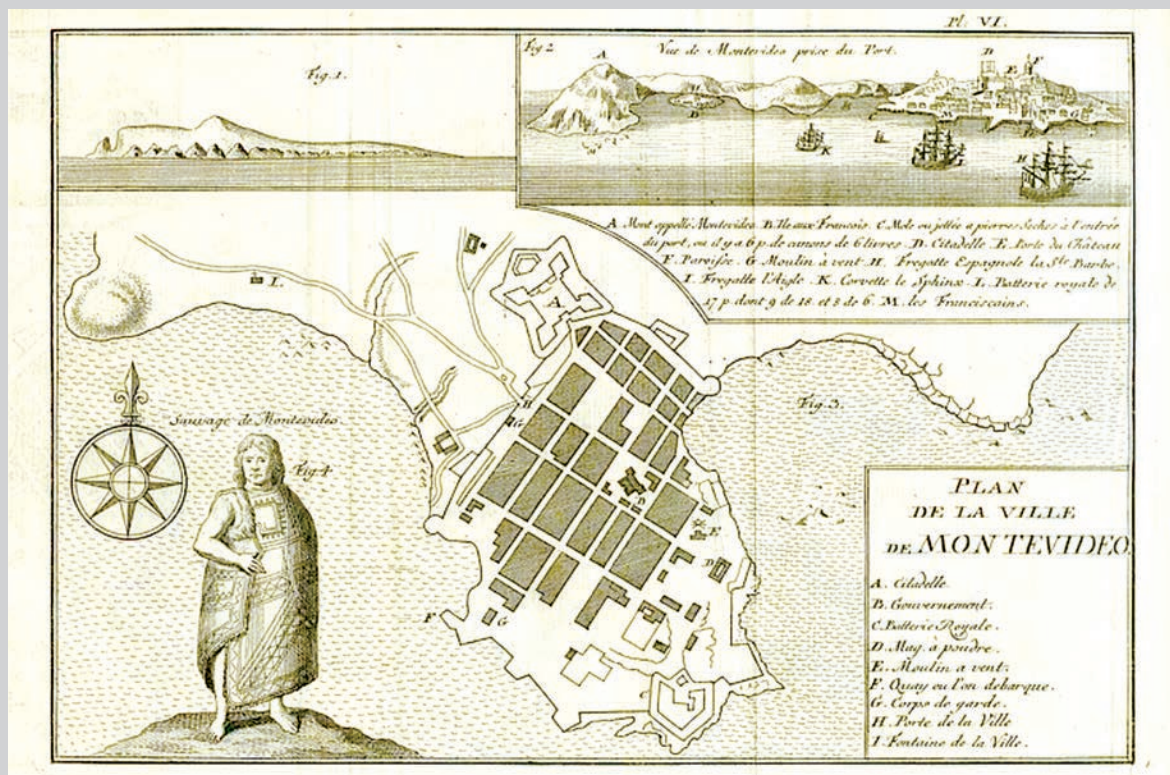 Pl. VI.
Fig. 1.
Fig 2
Vue de Montevideo prise du Port.
A
D
E
F
M
G
K
H
A Mont appellé Montevideo B. Ile aux Francois. C. Mole ou jettée a pierres Seches à l'entrée
du port, ou il y a 6 p. de canons de 6 livres. D. Citadelle E. Porte du Château
F. Paroisse. G. Moulin à vent. H. Fregatte Espagnole la Ste. Barbe.
I. Fregatte l'Aigle. K. Corvette le Sphinx. L. Batterie royale de
17 p. dont 9 de 18. et 8 de 6. M. les Franciscains.
A
I.
H
G
Fig. 3.
Sauvage de Montevideo
Fig. 4
E
D
F
G
PLAN
DE LA VILLE
DE MONTEVIDEO
A. Citadelle
B. Gouvernement.
C. Batterie Royale.
D. Mag. à poudre.
E. Moulin a vent.
F. Quay ou l'on debarque.
G. Corps de garde.
H. Porte de la Ville
I. Fontaine de la Ville.